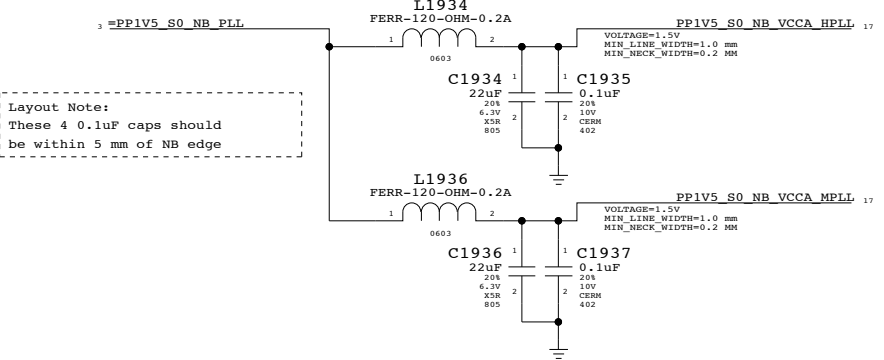 L1934
FERR-120-OHM-0.2A
3 =PP1V5_S0_NB_PLL
1 2
0603
PP1V5_S0_NB_VCCA_HPLL 17
VOLTAGE=1.5V
MIN_LINE_WIDTH=1.0 mm
MIN_NECK_WIDTH=0.2 MM
C1934
22uF
20%
6.3V
X5R
805
1
2
C1935
0.1uF
20%
10V
CERM
402
1
2
Layout Note:
These 4 0.1uF caps should
be within 5 mm of NB edge
L1936
FERR-120-OHM-0.2A
1 2
0603
PP1V5_S0_NB_VCCA_MPLL 17
VOLTAGE=1.5V
MIN_LINE_WIDTH=1.0 mm
MIN_NECK_WIDTH=0.2 MM
C1936
22uF
20%
6.3V
X5R
805
1
2
C1937
0.1uF
20%
10V
CERM
402
1
2